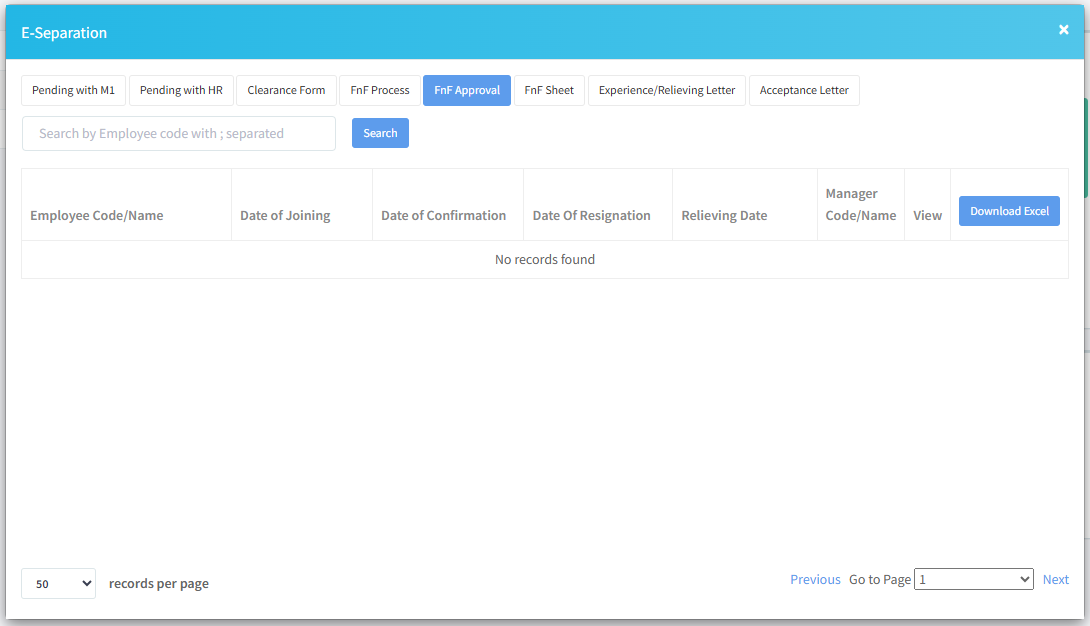 E-Separation
×
Pending with M1 Pending with HR Clearance Form FnF Process FnF Approval FnF Sheet Experience/Relieving Letter Acceptance Letter
Search by Employee code with ; separated Search
Employee Code/Name Date of Joining Date of Confirmation Date Of Resignation Relieving Date Manager Code/Name View Download Excel
No records found
50 records per page
Previous Go to Page 1 Next